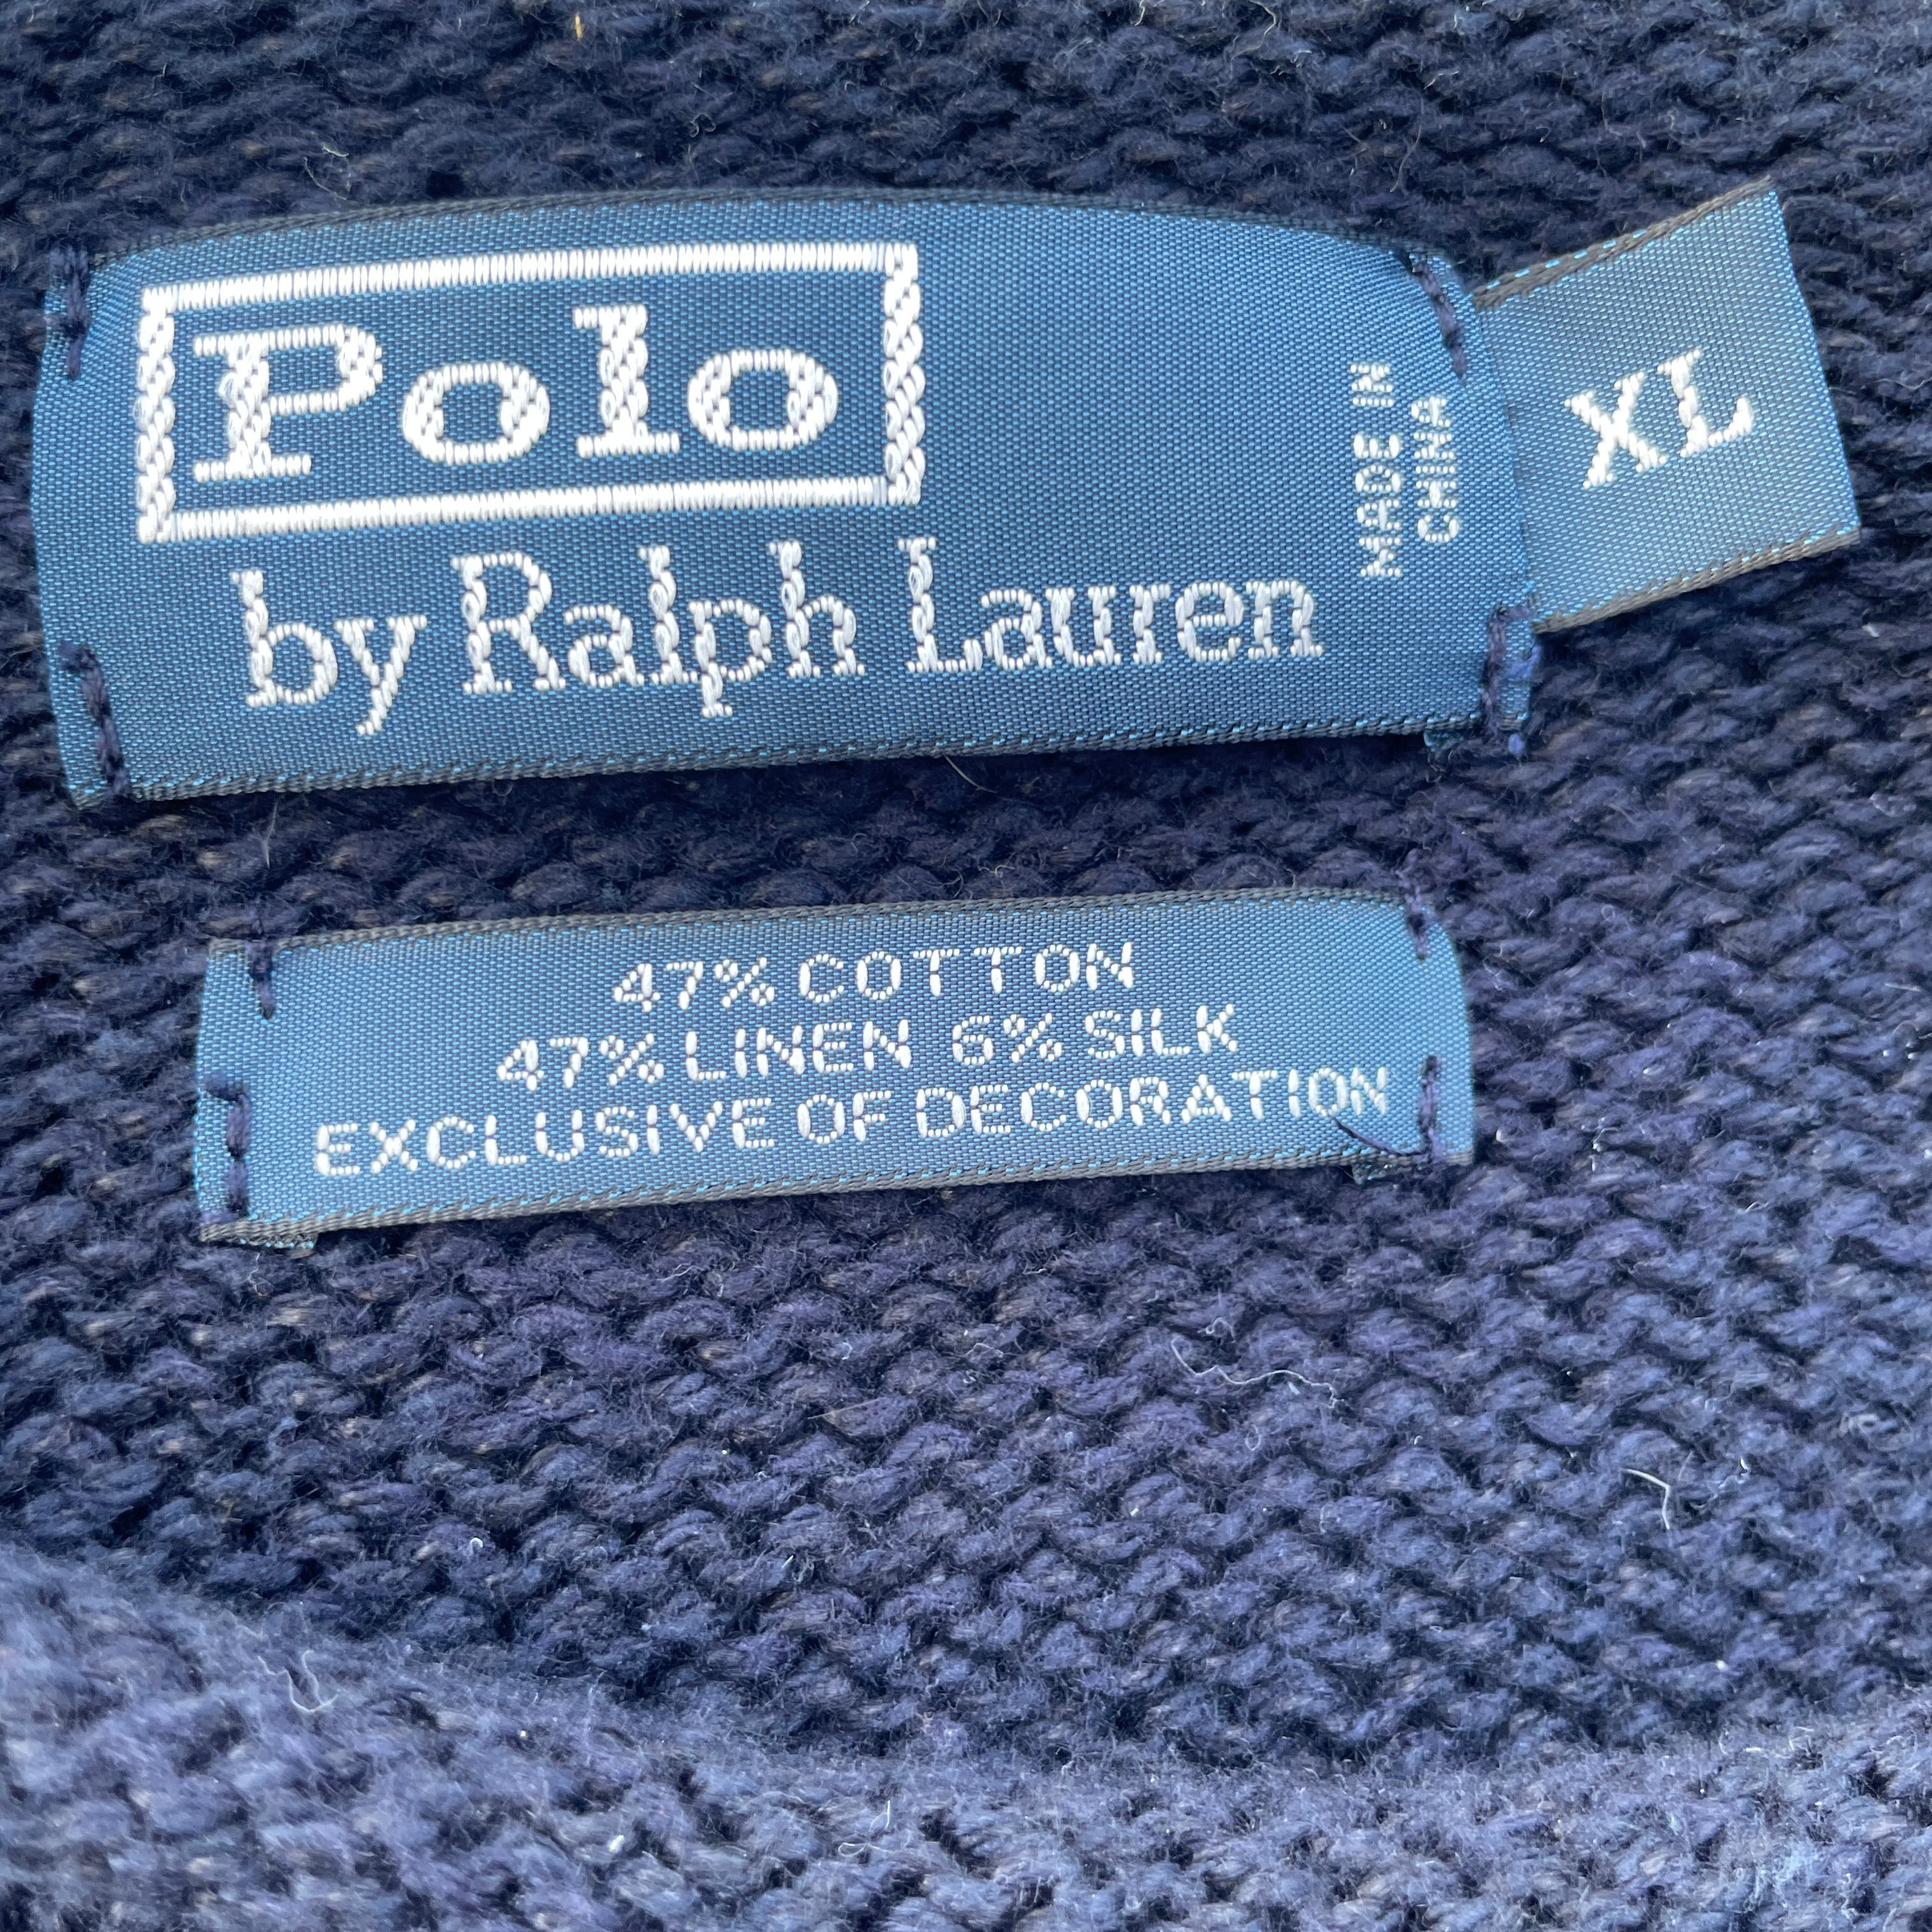 Polo
by Ralph Lauren
MADE IN
CHINA
XL
47% COTTON
47% LINEN 6% SILK
EXCLUSIVE OF DECORATION